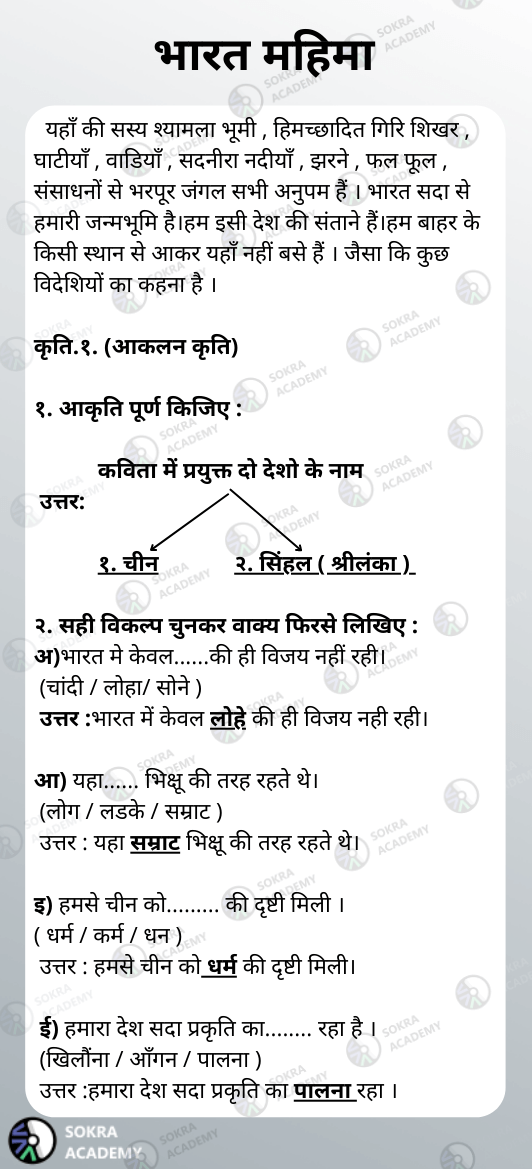 भारत महिमा
यहाँ की सस्य श्यामला भूमी , हिमच्छादित गिरि शिखर ,
घाटीयाँ , वाडियाँ , सदनीरा नदीयाँ , झरने , फल फूल ,
संसाधनों से भरपूर जंगल सभी अनुपम हैं । भारत सदा से
हमारी जन्मभूमि है।हम इसी देश की संताने हैं।हम बाहर के
किसी स्थान से आकर यहाँ नहीं बसे हैं । जैसा कि कुछ
विदेशियों का कहना है ।
कृति.१. (आकलन कृति)
१. आकृति पूर्ण किजिए :
कविता में प्रयुक्त दो देशो के नाम
उत्तर:
१. चीन २. सिंहल ( श्रीलंका )
२. सही विकल्प चुनकर वाक्य फिरसे लिखिए :
अ)भारत मे केवल......की ही विजय नहीं रही।
(चांदी / लोहा/ सोने )
उत्तर :भारत में केवल लोहे की ही विजय नही रही।
आ) यहा...... भिक्षू की तरह रहते थे।
(लोग / लडके / सम्राट )
उत्तर : यहा सम्राट भिक्षू की तरह रहते थे।
इ) हमसे चीन को......... की दृष्टी मिली ।
( धर्म / कर्म / धन )
उत्तर : हमसे चीन को धर्म की दृष्टी मिली।
ई) हमारा देश सदा प्रकृति का........ रहा है ।
(खिलौंना / आँगन / पालना )
उत्तर :हमारा देश सदा प्रकृति का पालना रहा ।
SOKRA
ACADEMY